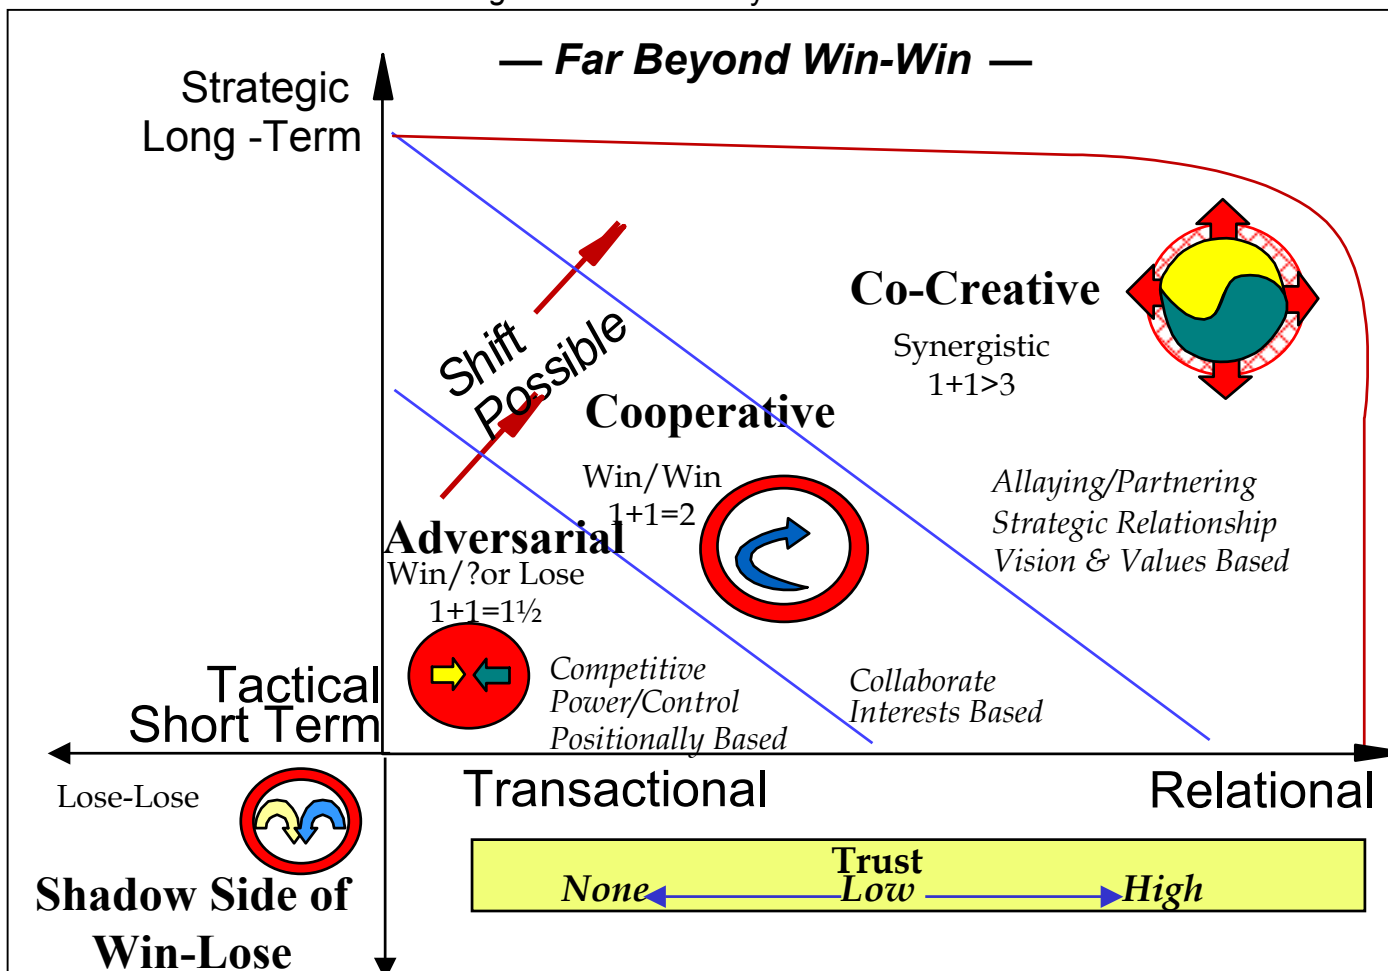 — Far Beyond Win-Win —
Strategic
Long -Term
Co-Creative
Synergistic
1+1>3
Shift
Possible
Cooperative
Win/Win
1+1=2
Allaying/Partnering
Strategic Relationship
Vision & Values Based
Adversarial
Win/?or Lose
1+1=1½
Competitive
Power/Control
Positionally Based
Collaborate
Interests Based
Tactical
Short Term
Transactional
Relational
Lose-Lose
Shadow Side of
Win-Lose
Trust
None Low High